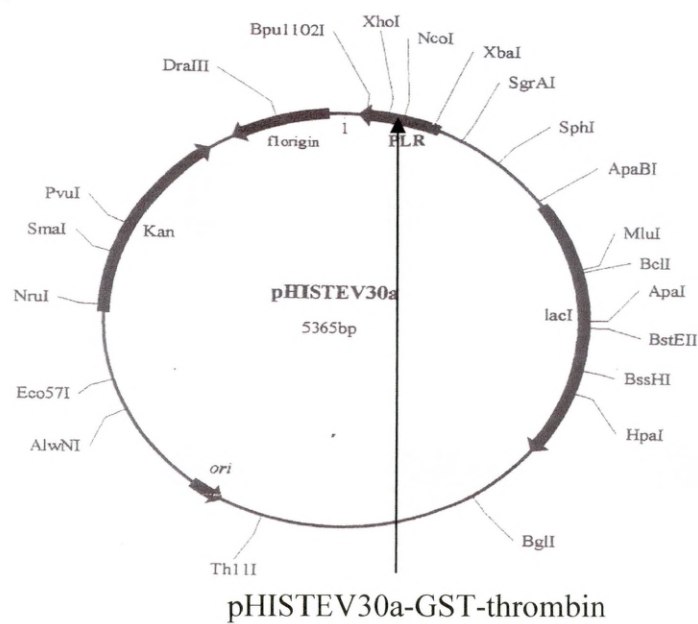 XhoI
Bpu1102I
NcoI
XbaI
DraIII
SgrAI
SphI
f1origin
1
PLR
ApaBI
PvuI
SmaI
Kan
MluI
BclI
NruI
pHISTEV30a
ApaI
lacI
5365bp
BstEII
BssHI
Eco57I
HpaI
AlwNI
ori
BglI
Th11I
pHISTEV30a-GST-thrombin